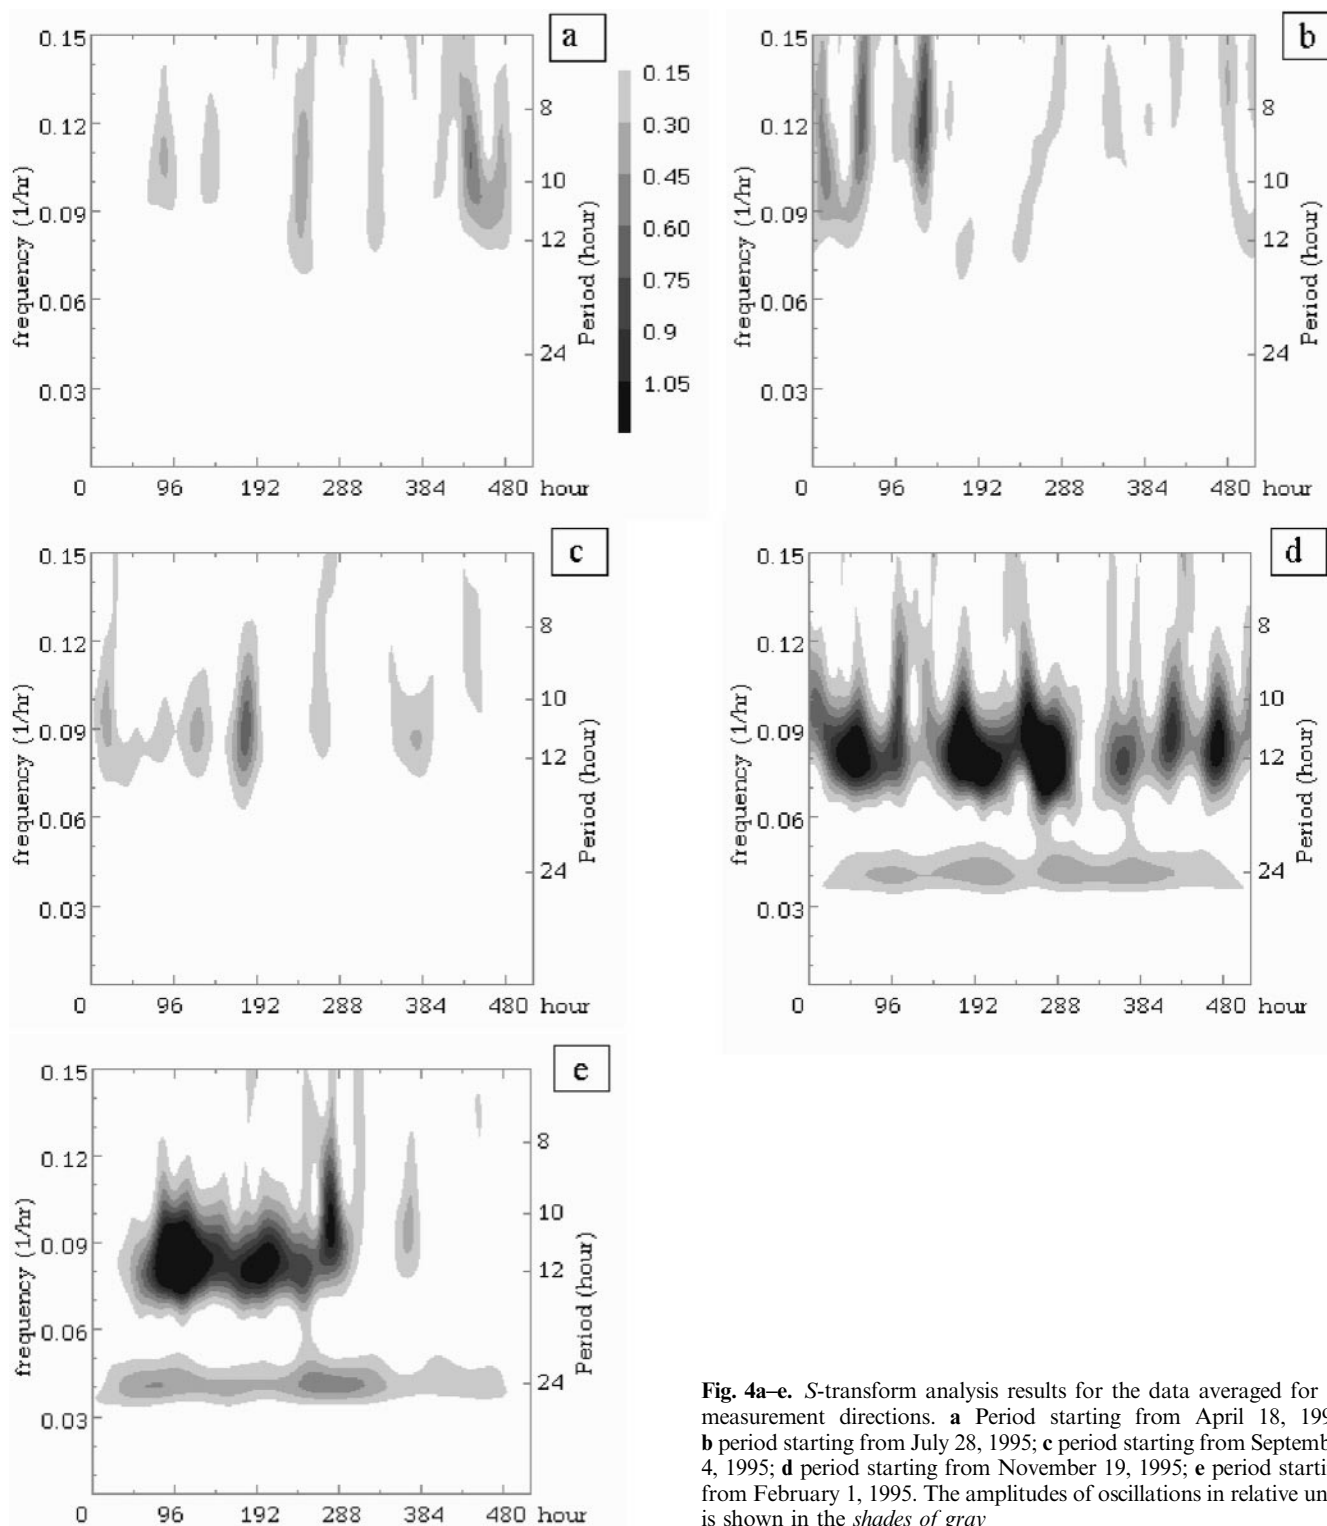 a
0.15
0.12
0.09
0.06
0.03
frequency (1/hr)
8
10
12
24
Period (hour)
0 96 192 288 384 480 hour
0.15
0.30
0.45
0.60
0.75
0.9
1.05
b
0.15
0.12
0.09
0.06
0.03
frequency (1/hr)
8
10
12
24
Period (hour)
0 96 192 288 384 480 hour
c
0.15
0.12
0.09
0.06
0.03
frequency (1/hr)
8
10
12
24
Period (hour)
0 96 192 288 384 480 hour
d
0.15
0.12
0.09
0.06
0.03
frequency (1/hr)
8
10
12
24
Period (hour)
0 96 192 288 384 480 hour
e
0.15
0.12
0.09
0.06
0.03
frequency (1/hr)
8
10
12
24
Period (hour)
0 96 192 288 384 480 hour
Fig. 4a–e. S-transform analysis results for the data averaged for
measurement directions. a Period starting from April 18,
b period starting from July 28, 1995; c period starting from
4, 1995; d period starting from November 19, 1995; e period
from February 1, 1995. The amplitudes of oscillations in relative
is shown in the shades of gray